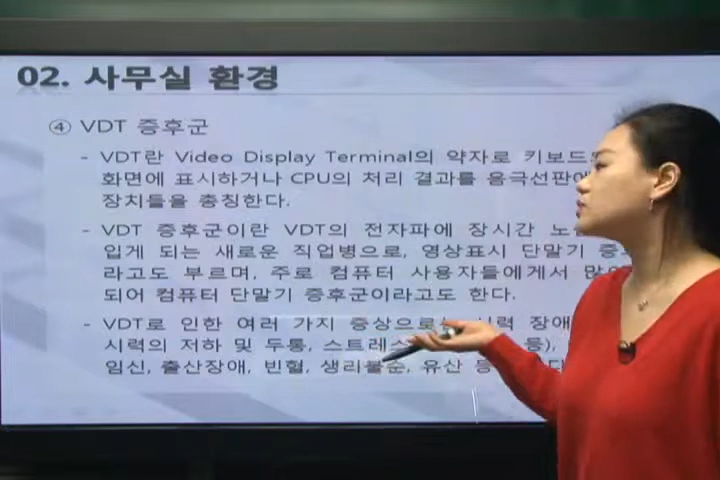 02. 사무실 환경
④ VDT 증후군
- VDT란 Video Display Terminal의 약자로 키보드
화면에 표시하거나 CPU의 처리 결과를 음극선판에
장치들을 총칭한다.
- VDT 증후군이란 VDT의 전자파에 장시간
입게 되는 새로운 직업병으로, 영상표시 단말기
라고도 부르며, 주로 컴퓨터 사용자들에게서
되어 컴퓨터 단말기 증후군이라고도 한다.
- VDT로 인한 여러 가지 증상으로는 시력 장애
시력의 저하 및 두통, 등),
임신, 출산장애, 빈혈, 생리불순, 유산 등